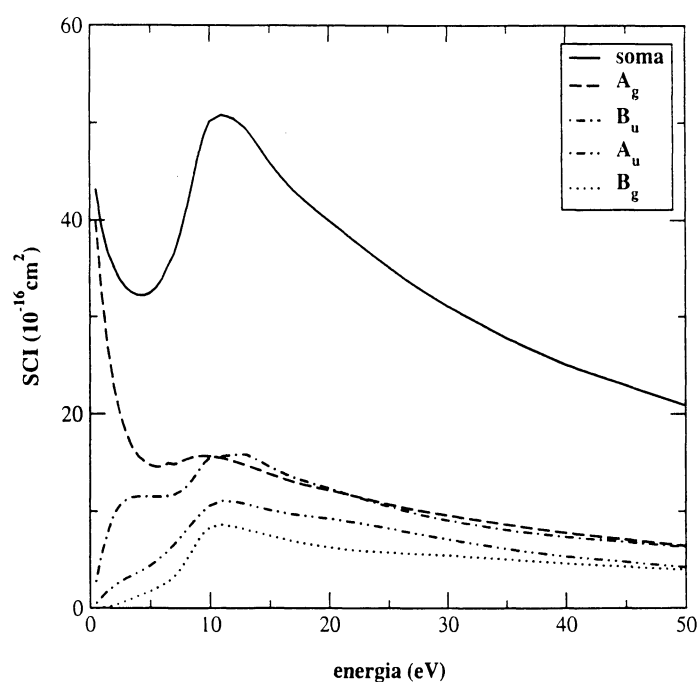 60
40
20
0
SCI (10^-16 cm^2)
soma
A_g
B_u
A_u
B_g
0 10 20 30 40 50
energia (eV)